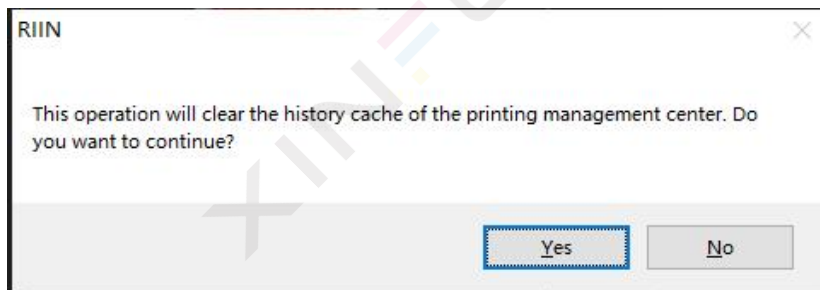 RIIN
This operation will clear the history cache of the printing management center. Do
you want to continue?
Yes
No